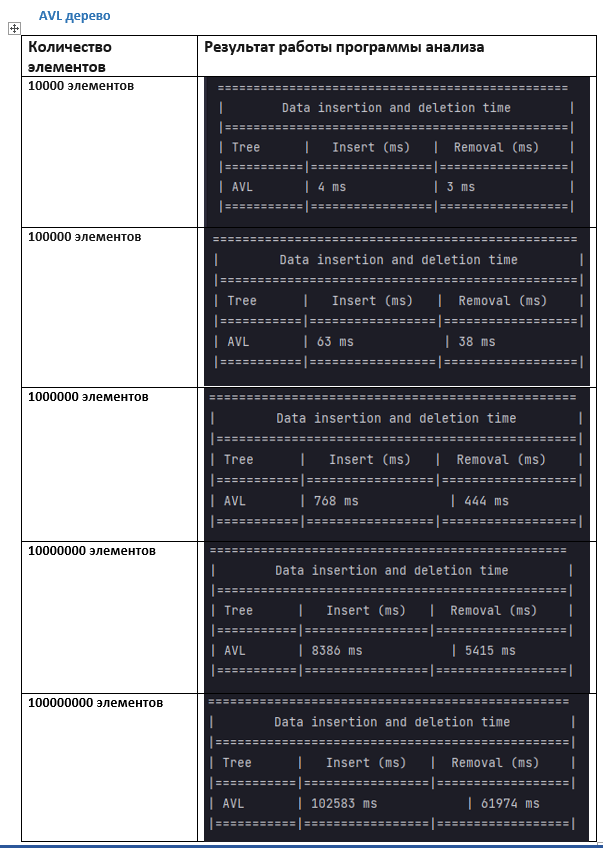 AVL дерево
Количество элементов | Результат работы программы анализа
10000 элементов
=================================================
| Data insertion and deletion time |
|================================================|
| Tree | Insert (ms) | Removal (ms) |
|===========|=================|==================|
| AVL | 4 ms | 3 ms |
|===========|=================|==================|
100000 элементов
=================================================
| Data insertion and deletion time |
|================================================|
| Tree | Insert (ms) | Removal (ms) |
|===========|=================|==================|
| AVL | 63 ms | 38 ms |
|===========|=================|==================|
1000000 элементов
=================================================
| Data insertion and deletion time |
|================================================|
| Tree | Insert (ms) | Removal (ms) |
|===========|=================|==================|
| AVL | 768 ms | 444 ms |
|===========|=================|==================|
10000000 элементов
=================================================
| Data insertion and deletion time |
|================================================|
| Tree | Insert (ms) | Removal (ms) |
|===========|=================|==================|
| AVL | 8386 ms | 5415 ms |
|===========|=================|==================|
100000000 элементов
=================================================
| Data insertion and deletion time |
|================================================|
| Tree | Insert (ms) | Removal (ms) |
|===========|=================|==================|
| AVL | 102583 ms | 61974 ms |
|===========|=================|==================|